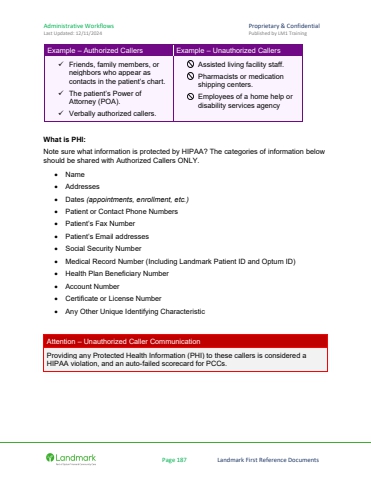 Administrative Workflows Proprietary & Confidential
Last Updated: 12/11/2024 Published by LM1 Training
Example – Authorized Callers Example – Unauthorized Callers
✓ Friends, family members, or
neighbors who appear as
contacts in the patient's chart.
✓ The patient's Power of
Attorney (POA).
✓ Verbally authorized callers.
Assisted living facility staff.
Pharmacists or medication
shipping centers.
Employees of a home help or
disability services agency
What is PHI:
Note sure what information is protected by HIPAA? The categories of information below
should be shared with Authorized Callers ONLY.
• Name
• Addresses
• Dates (appointments, enrollment, etc.)
• Patient or Contact Phone Numbers
• Patient's Fax Number
• Patient's Email addresses
• Social Security Number
• Medical Record Number (Including Landmark Patient ID and Optum ID)
• Health Plan Beneficiary Number
• Account Number
• Certificate or License Number
• Any Other Unique Identifying Characteristic
Attention – Unauthorized Caller Communication
Providing any Protected Health Information (PHI) to these callers is considered a
HIPAA violation, and an auto-failed scorecard for PCCs.
Landmark
Page 187
Landmark First Reference Documents